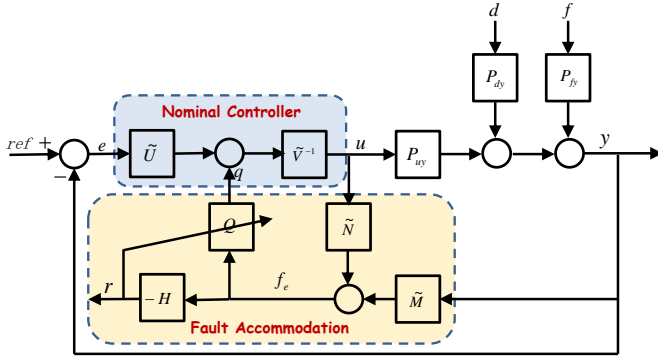 d
f
P_dy
P_fy
Nominal Controller
ref
+
e
Ũ
Ṽ⁻¹
u
P_uy
y
−
q
Q
Ñ
r
−H
f_e
M̃
Fault Accommodation